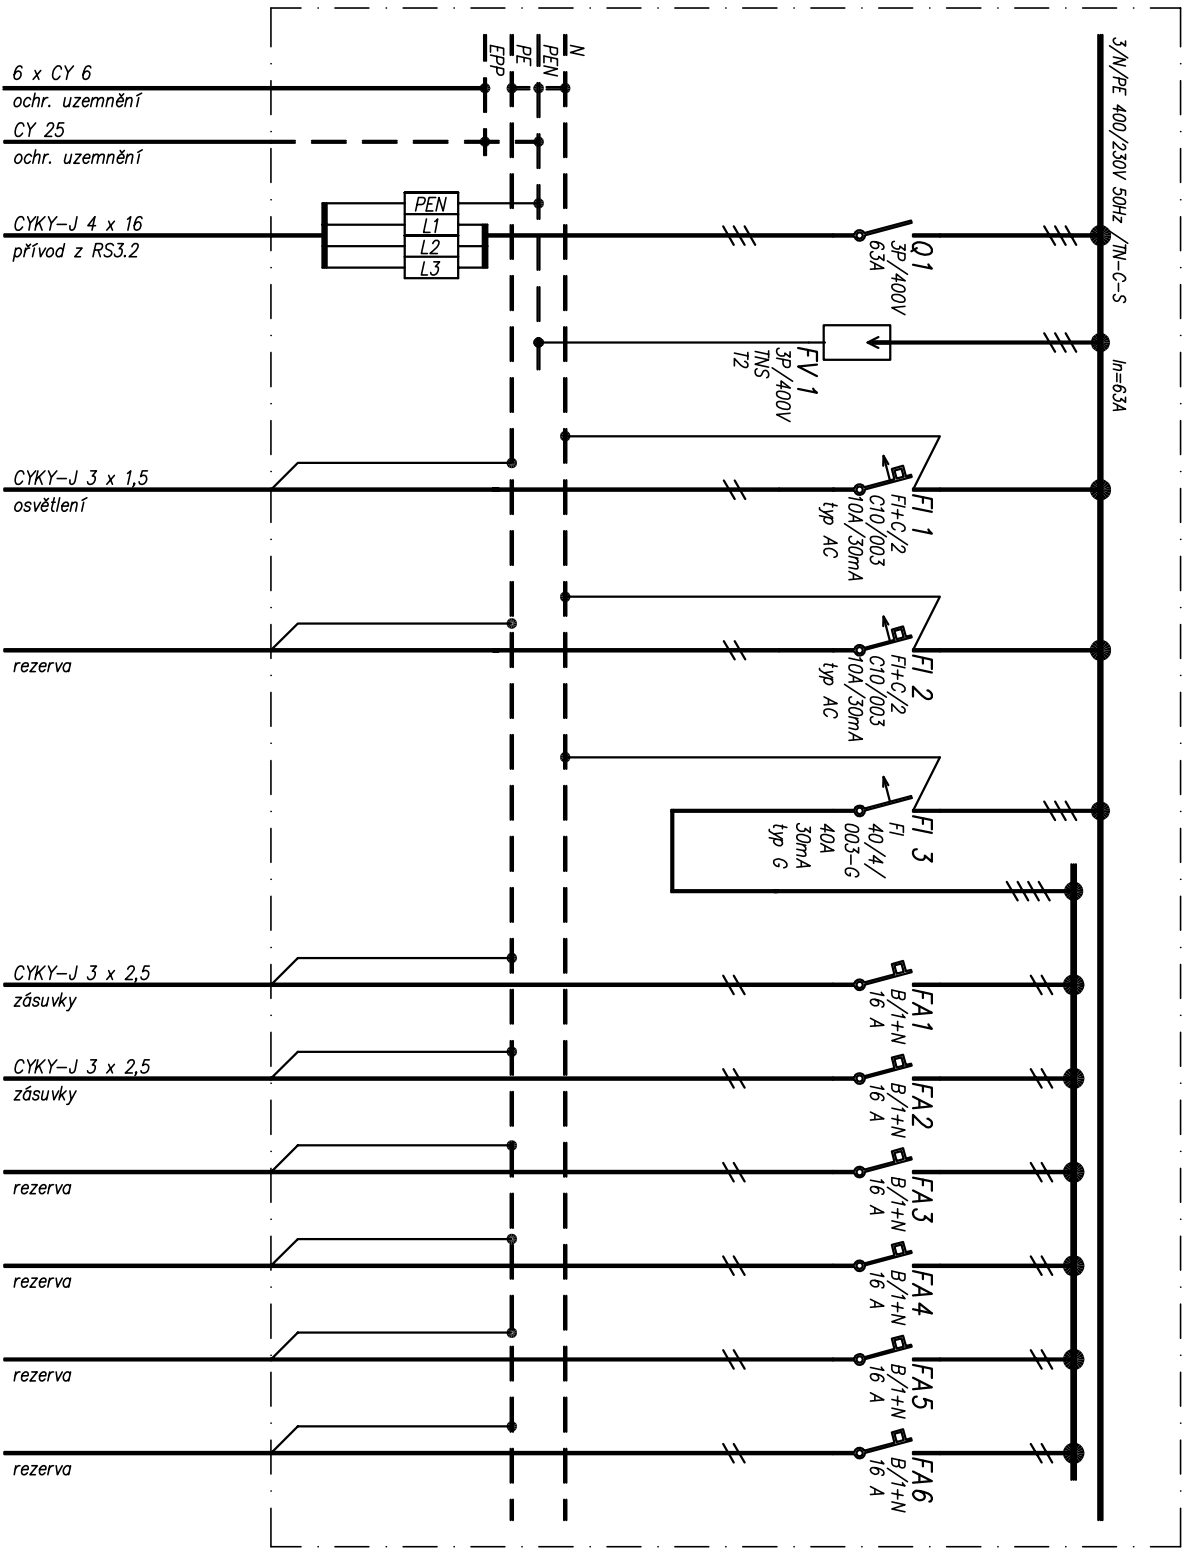 3/N/PE 400/230V 50Hz /TN-C-S
In=63A
N
PEN
PE
EPP
6 x CY 6
ochr. uzemnění
CY 25
ochr. uzemnění
CYKY-J 4 x 16
přívod z RS3.2
PEN
L1
L2
L3
Q1
3P/400V
63A
FV 1
3P/400V
TNS
T2
CYKY-J 3 x 1,5
osvětlení
FI 1
FI+C/2
C10/003
10A/30mA
typ AC
rezerva
FI 2
FI+C/2
C10/003
10A/30mA
typ AC
FI 3
FI
40/4/
003-G
40A
30mA
typ G
CYKY-J 3 x 2,5
zásuvky
FA1
B/1+N
16 A
CYKY-J 3 x 2,5
zásuvky
FA2
B/1+N
16 A
rezerva
FA3
B/1+N
16 A
rezerva
FA4
B/1+N
16 A
rezerva
FA5
B/1+N
16 A
rezerva
FA6
B/1+N
16 A